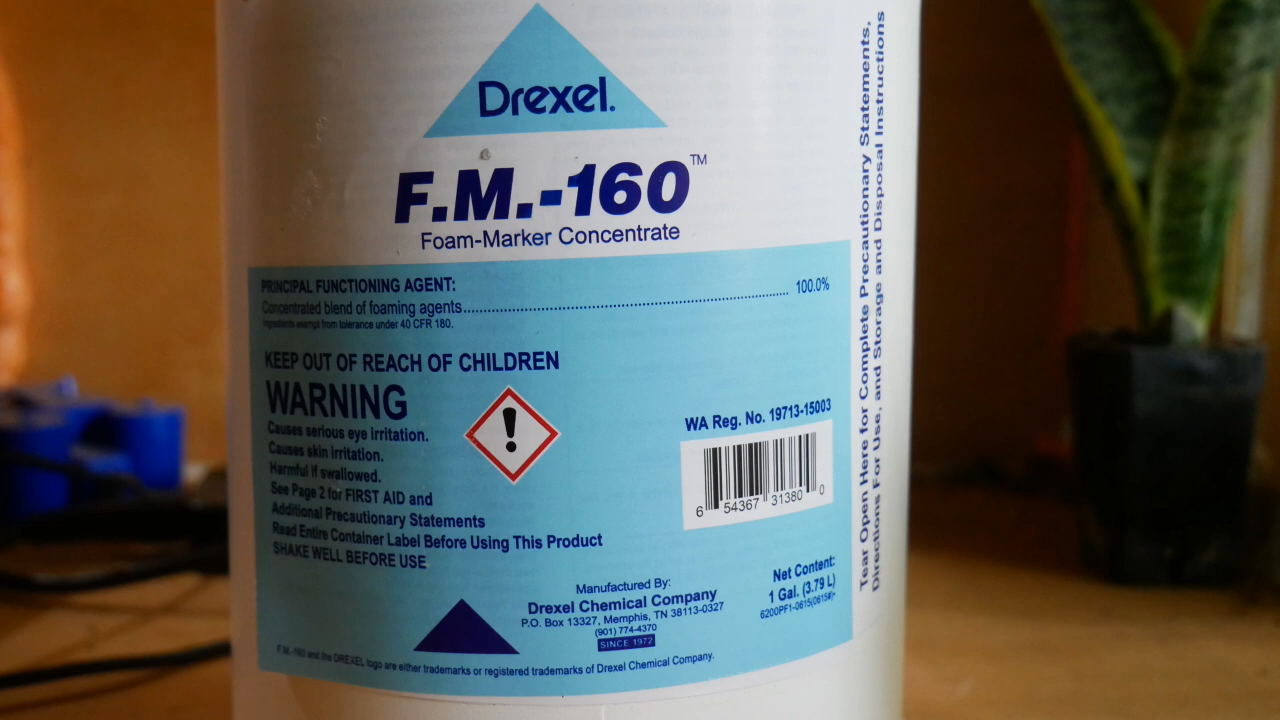 Drexel.
F.M.-160™
Foam-Marker Concentrate
PRINCIPAL FUNCTIONING AGENT:
Concentrated blend of foaming agents........................................ 100.0%
Ingredients exempt from tolerance under 40 CFR 180.
KEEP OUT OF REACH OF CHILDREN
WARNING
Causes serious eye irritation.
Causes skin irritation.
Harmful if swallowed.
See Page 2 for FIRST AID and
Additional Precautionary Statements
Read Entire Container Label Before Using This Product
SHAKE WELL BEFORE USE
WA Reg. No. 19713-15003
6 54367 31380 0
Manufactured By:
Drexel Chemical Company
P.O. Box 13327, Memphis, TN 38113-0327
(901) 774-4370
SINCE 1972
Net Content:
1 Gal. (3.79 L)
6200PF1-0615(0615#)-
F.M.-160 and the DREXEL logo are either trademarks or registered trademarks of Drexel Chemical Company.
Tear Open Here for Complete Precautionary Statements,
Directions For Use, and Storage and Disposal Instructions